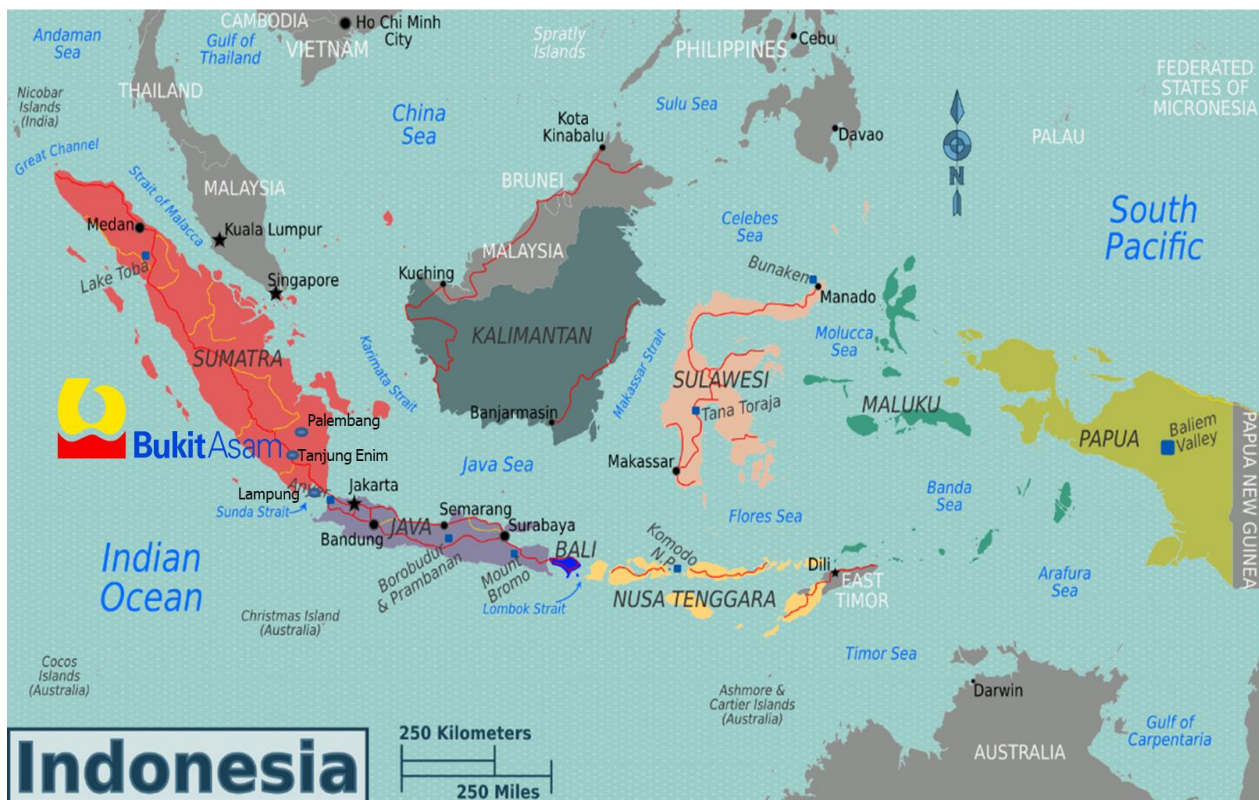 CAMBODIA
Ho Chi Minh
City
Andaman
Sea
Gulf of
Thailand
VIETNAM
Spratly
Islands
PHILIPPINES
Cebu
FEDERATED
STATES OF
MICRONESIA
THAILAND
Nicobar
Islands
(India)
China
Sea
Sulu Sea
Kota
Kinabalu
Davao
PALAU
Great Channel
Strait of Malacca
MALAYSIA
BRUNEI
N
Medan
Kuala Lumpur
MALAYSIA
Celebes
Sea
South
Pacific
Lake Toba
Singapore
Kuching
Bunaken
Manado
SUMATRA
Karimata Strait
KALIMANTAN
Makassar Strait
Molucca
Sea
SULAWESI
Tana Toraja
MALUKU
Banjarmasin
PAPUA
Baliem
Valley
PAPUA NEW GUINEA
BukitAsam
Palembang
Tanjung Enim
Java Sea
Makassar
Lampung
Anyer
Jakarta
Sunda Strait
Semarang
Banda
Sea
JAVA
Surabaya
Flores Sea
Bandung
Borobudur
& Prambanan
Mount
Bromo
BALI
Komodo
N.P.
Dili
EAST
TIMOR
Indian
Ocean
Lombok Strait
NUSA TENGGARA
Arafura
Sea
Christmas Island
(Australia)
Timor Sea
Cocos
Islands
(Australia)
Ashmore &
Cartier Islands
(Australia)
Darwin
Indonesia
250 Kilometers
250 Miles
AUSTRALIA
Gulf of
Carpentaria